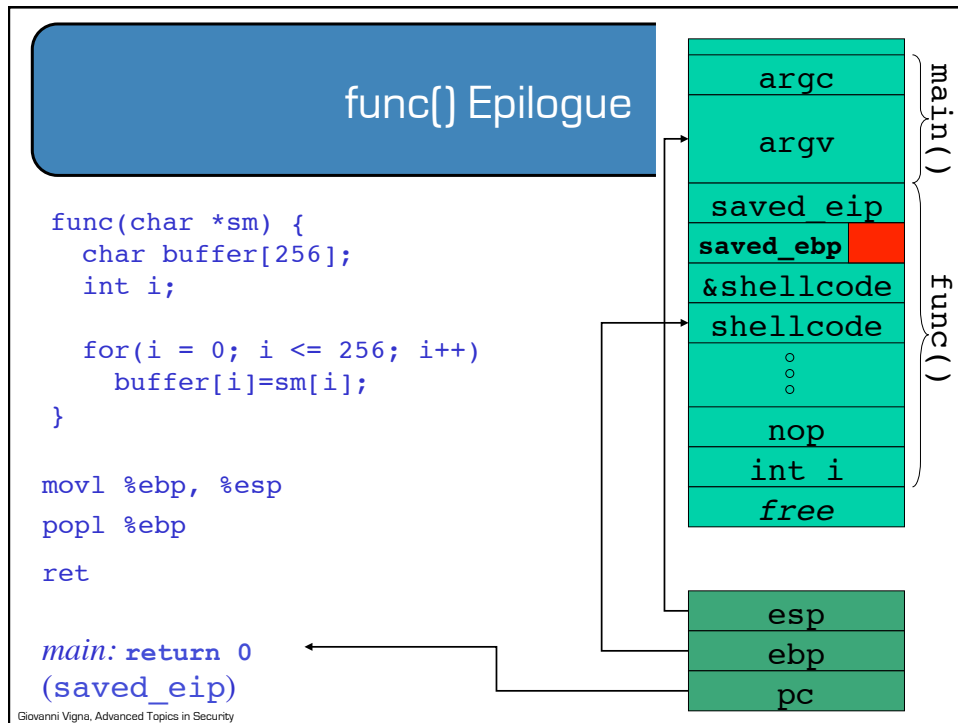 func() Epilogue
func(char *sm) {
char buffer[256];
int i;
for(i = 0; i <= 256; i++)
buffer[i]=sm[i];
}
movl %ebp, %esp
popl %ebp
ret
main: return 0
(saved_eip)
argc
argv
saved_eip
saved_ebp
&shellcode
shellcode
nop
int i
free
main()
func()
esp
ebp
pc
Giovanni Vigna, Advanced Topics in Security